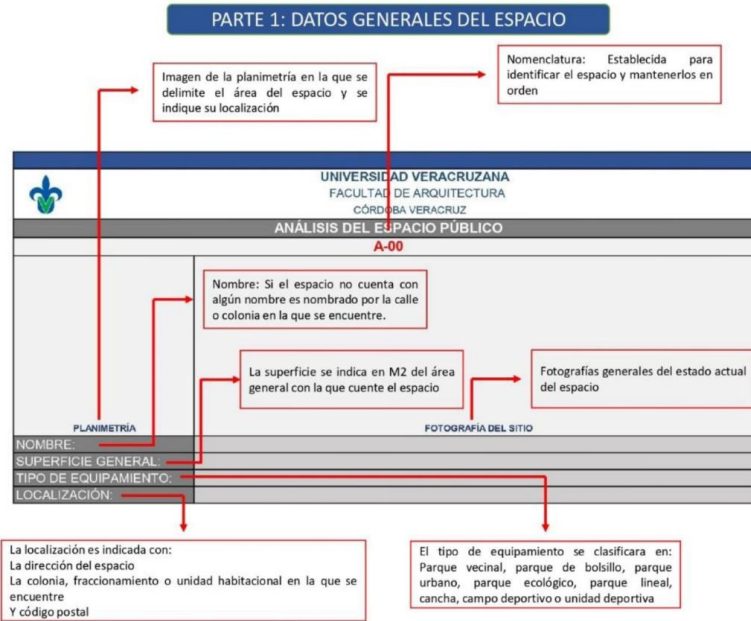 PARTE 1: DATOS GENERALES DEL ESPACIO
Imagen de la planimetría en la que se
delimite el área del espacio y se
indique su localización
Nomenclatura: Establecida para
identificar el espacio y mantenerlos en
orden
UNIVERSIDAD VERACRUZANA
FACULTAD DE ARQUITECTURA
CÓRDOBA VERACRUZ
ANÁLISIS DEL ESPACIO PÚBLICO
A-00
Nombre: Si el espacio no cuenta con
algún nombre es nombrado por la calle
o colonia en la que se encuentre.
La superficie se indica en M2 del área
general con la que cuente el espacio
Fotografías generales del estado actual
del espacio
PLANIMETRÍA
FOTOGRAFÍA DEL SITIO
NOMBRE:
SUPERFICIE GENERAL:
TIPO DE EQUIPAMIENTO:
LOCALIZACIÓN:
La localización es indicada con:
La dirección del espacio
La colonia, fraccionamiento o unidad habitacional en la que se
encuentre
Y código postal
El tipo de equipamiento se clasificara en:
Parque vecinal, parque de bolsillo, parque
urbano, parque ecológico, parque lineal,
cancha, campo deportivo o unidad deportiva